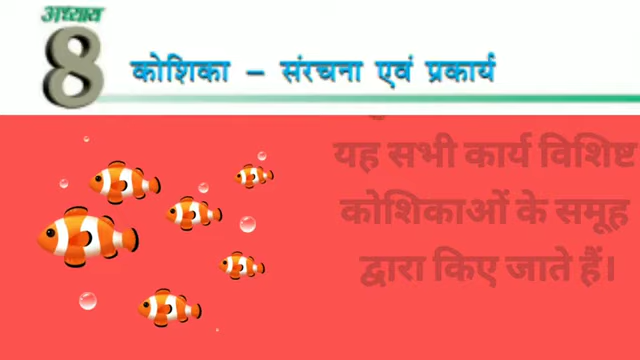 अध्याय
8
कोशिका – संरचना एवं प्रकार्य
यह सभी कार्य विशिष्ट
कोशिकाओं के समूह
द्वारा किए जाते हैं।